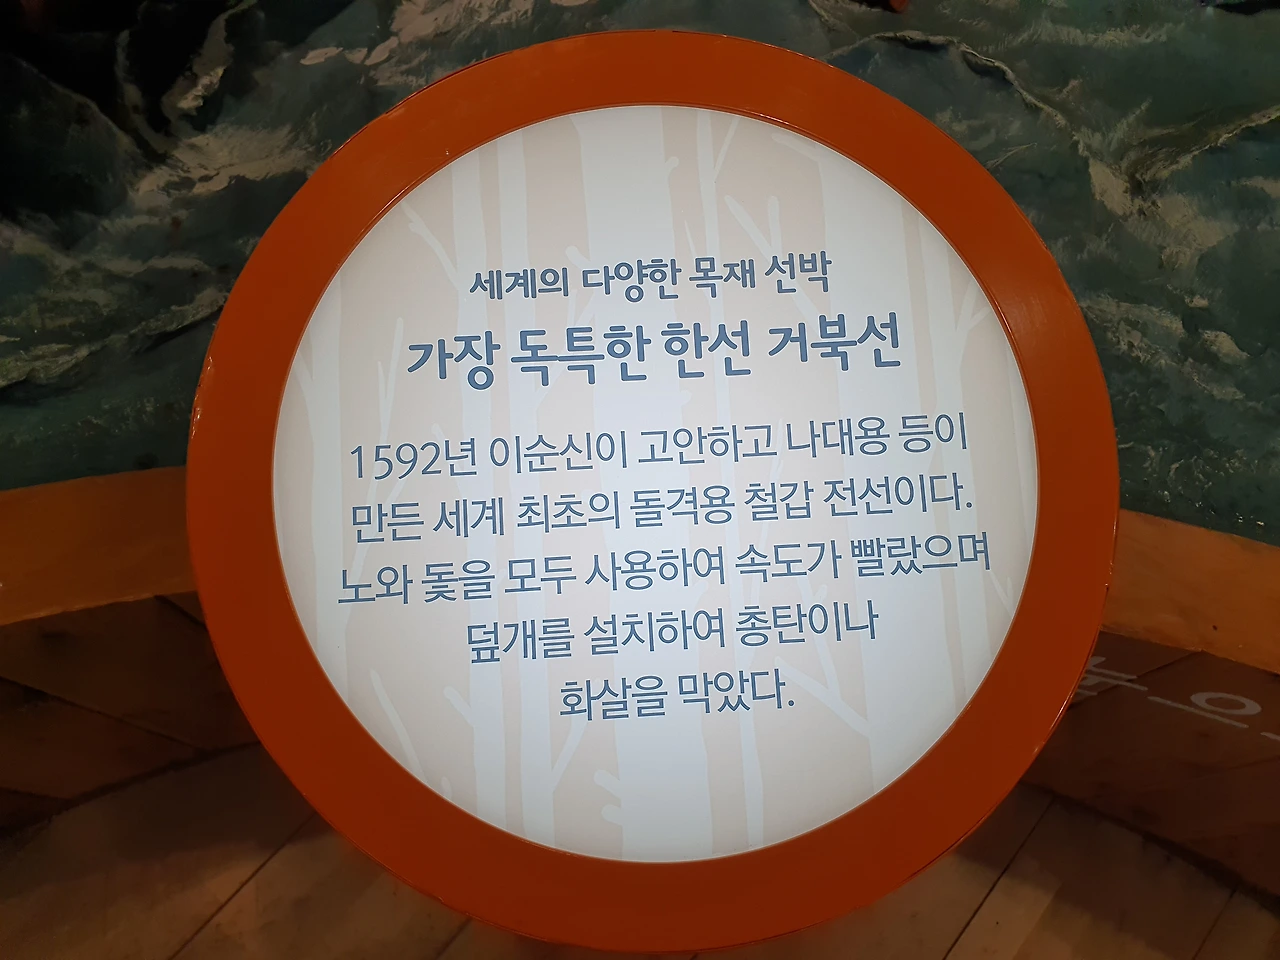 세계의 다양한 목재 선박
가장 독특한 한선 거북선
1592년 이순신이 고안하고 나대용 등이
만든 세계 최초의 돌격용 철갑 전선이다.
노와 돛을 모두 사용하여 속도가 빨랐으며
덮개를 설치하여 총탄이나
화살을 막았다.